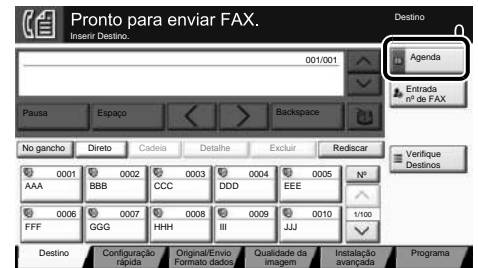 Pronto para enviar FAX.
Inserir Destino.
Destino
0
001/001
Agenda
Entrada
nº de FAX
Pausa
Espaço
Backspace
No gancho
Direto
Cadeia
Detalhe
Excluir
Rediscar
Verifique
Destinos
0001
AAA
0002
BBB
0003
CCC
0004
DDD
0005
EEE
Nº
0006
FFF
0007
GGG
0008
HHH
0009
III
0010
JJJ
1/100
Destino
Configuração
rápida
Original/Envio
Formato dados
Qualidade da
imagem
Instalação
avançada
Programa